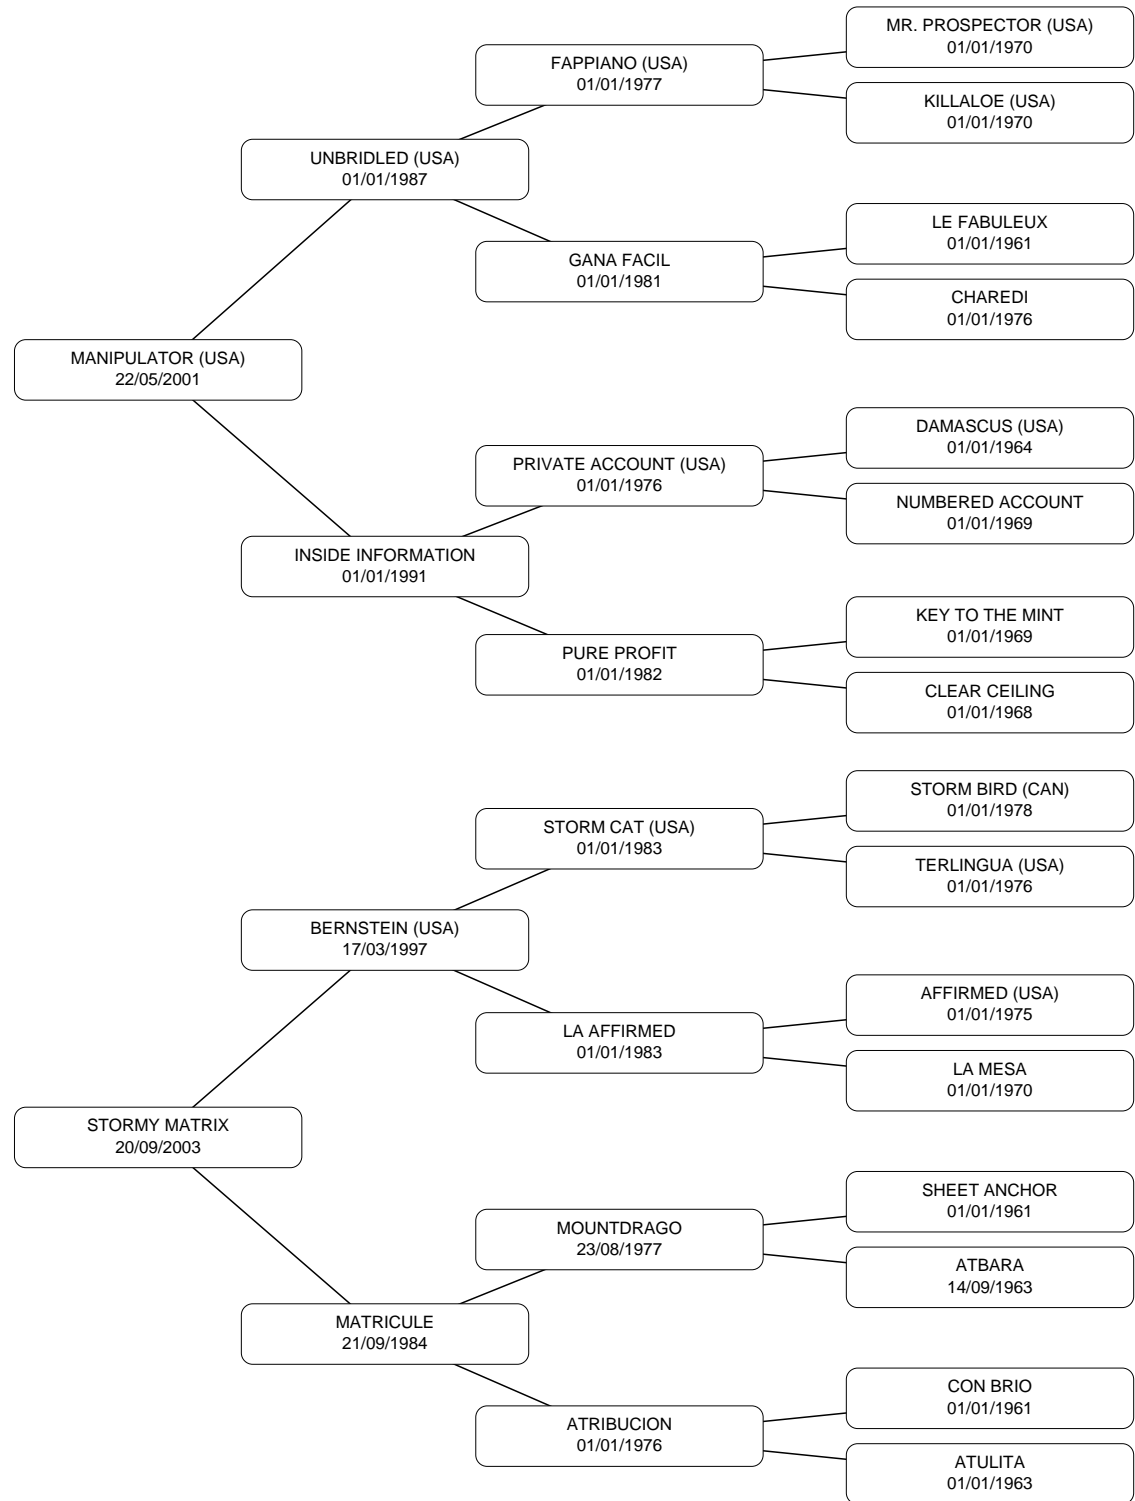 MR. PROSPECTOR (USA)
01/01/1970
FAPPIANO (USA)
01/01/1977
KILLALOE (USA)
01/01/1970
UNBRIDLED (USA)
01/01/1987
LE FABULEUX
01/01/1961
GANA FACIL
01/01/1981
CHAREDI
01/01/1976
MANIPULATOR (USA)
22/05/2001
DAMASCUS (USA)
01/01/1964
PRIVATE ACCOUNT (USA)
01/01/1976
NUMBERED ACCOUNT
01/01/1969
INSIDE INFORMATION
01/01/1991
KEY TO THE MINT
01/01/1969
PURE PROFIT
01/01/1982
CLEAR CEILING
01/01/1968
STORM BIRD (CAN)
01/01/1978
STORM CAT (USA)
01/01/1983
TERLINGUA (USA)
01/01/1976
BERNSTEIN (USA)
17/03/1997
AFFIRMED (USA)
01/01/1975
LA AFFIRMED
01/01/1983
LA MESA
01/01/1970
STORMY MATRIX
20/09/2003
SHEET ANCHOR
01/01/1961
MOUNTDRAGO
23/08/1977
ATBARA
14/09/1963
MATRICULE
21/09/1984
CON BRIO
01/01/1961
ATRIBUCION
01/01/1976
ATULITA
01/01/1963